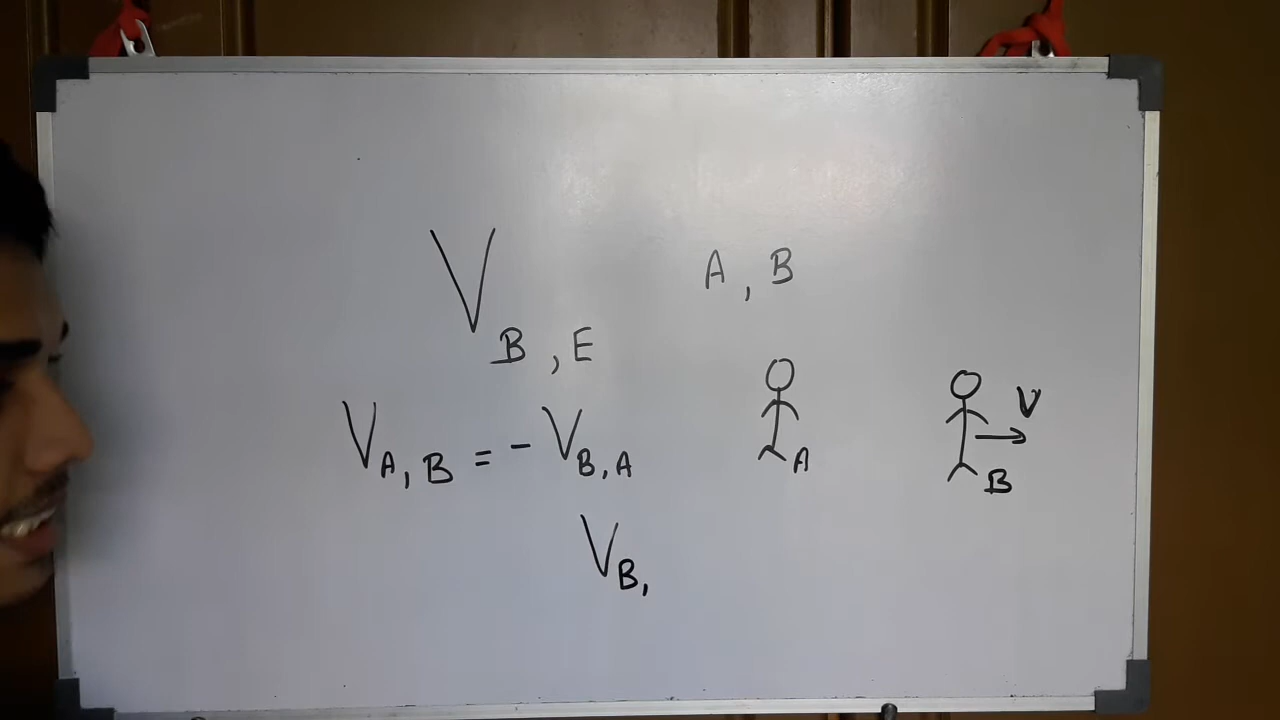 V B, E
A, B
V A, B = - V B, A
A
V
B
V B,